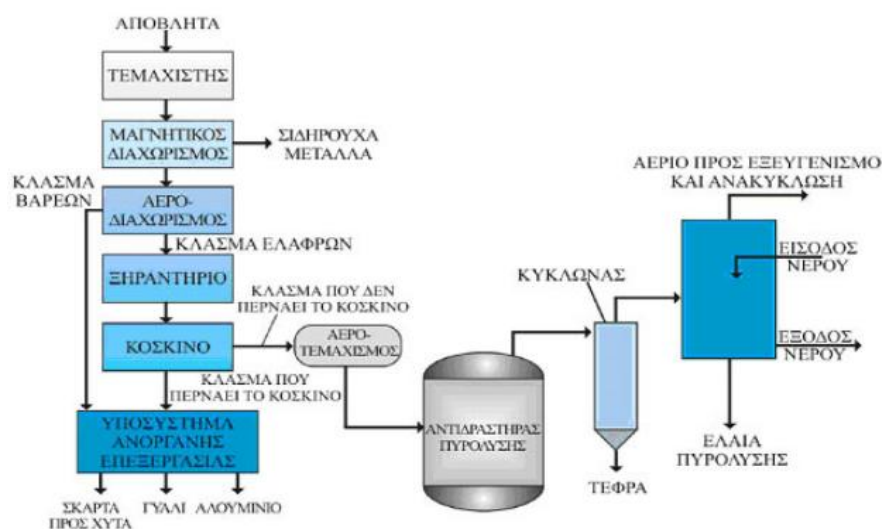 ΑΠΟΒΛΗΤΑ
ΤΕΜΑΧΙΣΤΗΣ
ΜΑΓΝΗΤΙΚΟΣ
ΔΙΑΧΩΡΙΣΜΟΣ
ΣΙΔΗΡΟΥΧΑ
ΜΕΤΑΛΛΑ
ΚΛΑΣΜΑ
ΒΑΡΕΩΝ
ΑΕΡΟ-
ΔΙΑΧΩΡΙΣΜΟΣ
ΚΛΑΣΜΑ ΕΛΑΦΡΩΝ
ΞΗΡΑΝΤΗΡΙΟ
ΚΛΑΣΜΑ ΠΟΥ ΔΕΝ
ΠΕΡΝΑΕΙ ΤΟ ΚΟΣΚΙΝΟ
ΚΟΣΚΙΝΟ
ΑΕΡΟ-
ΤΕΜΑΧΙΣΜΟΣ
ΚΛΑΣΜΑ ΠΟΥ
ΠΕΡΝΑΕΙ ΤΟ ΚΟΣΚΙΝΟ
ΥΠΟΣΥΣΤΗΜΑ
ΑΝΟΡΓΑΝΗΣ
ΕΠΕΞΕΡΓΑΣΙΑΣ
ΣΚΑΡΤΑ
ΠΡΟΣ ΧΥΤΑ
ΓΥΑΛΙ
ΑΛΟΥΜΙΝΙΟ
ΑΝΤΙΔΡΑΣΤΗΡΑΣ
ΠΥΡΟΛΥΣΗΣ
ΚΥΚΛΩΝΑΣ
ΤΕΦΡΑ
ΑΕΡΙΟ ΠΡΟΣ ΕΞΕΥΓΕΝΙΣΜΟ
ΚΑΙ ΑΝΑΚΥΚΛΩΣΗ
ΕΙΣΟΔΟΣ
ΝΕΡΟΥ
ΕΞΟΔΟΣ
ΝΕΡΟΥ
ΕΛΑΙΑ
ΠΥΡΟΛΥΣΗΣ